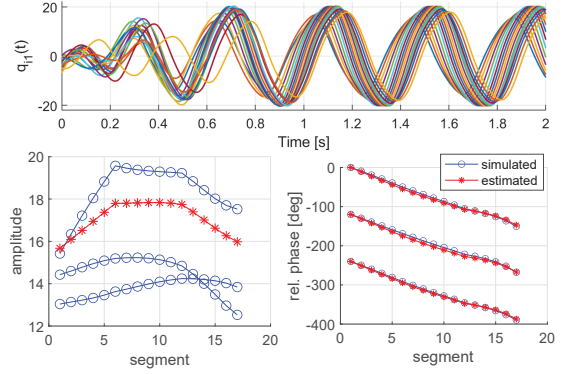 q_i1(t)
20
0
-20
0 0.2 0.4 0.6 0.8 1 1.2 1.4 1.6 1.8 2
Time [s]
amplitude
20
18
16
14
12
0 5 10 15 20
segment
rel. phase [deg]
0
-100
-200
-300
-400
0 5 10 15 20
segment
simulated
estimated